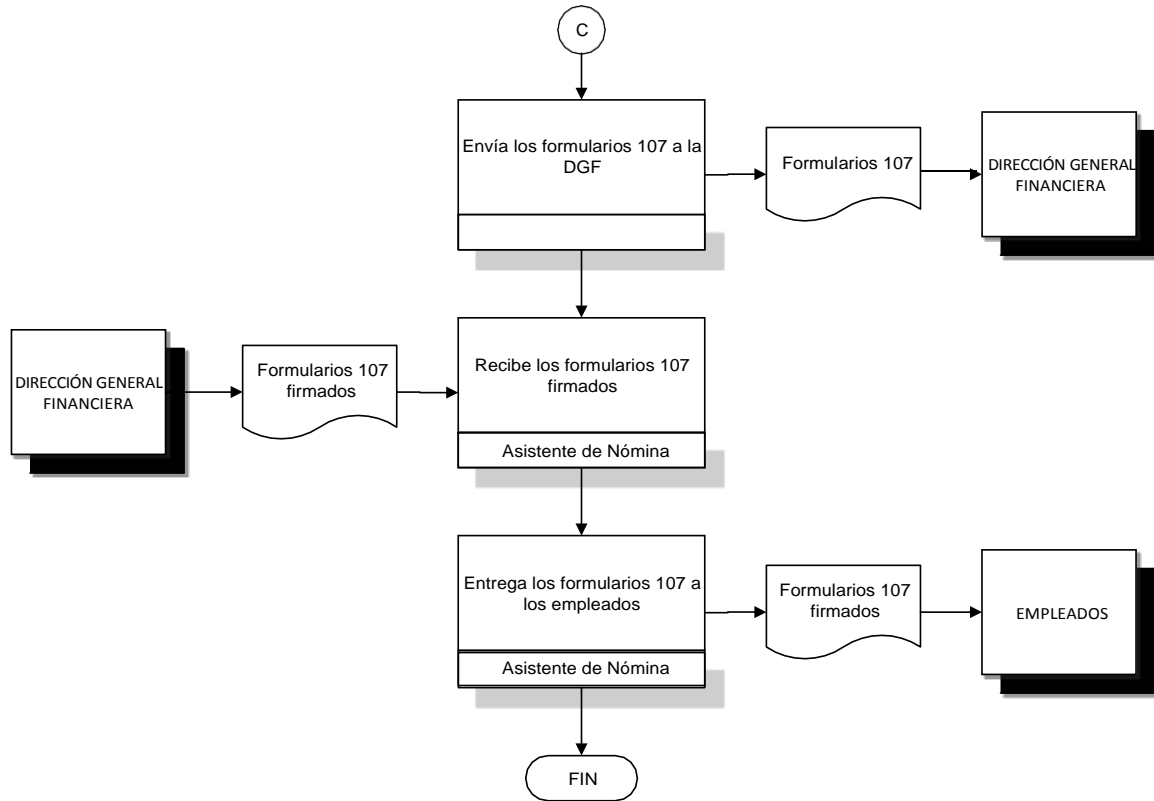 C
Envía los formularios 107 a la
DGF
Formularios 107
DIRECCIÓN GENERAL
FINANCIERA
DIRECCIÓN GENERAL
FINANCIERA
Formularios 107
firmados
Recibe los formularios 107
firmados
Asistente de Nómina
Entrega los formularios 107 a
los empleados
Asistente de Nómina
Formularios 107
firmados
EMPLEADOS
FIN